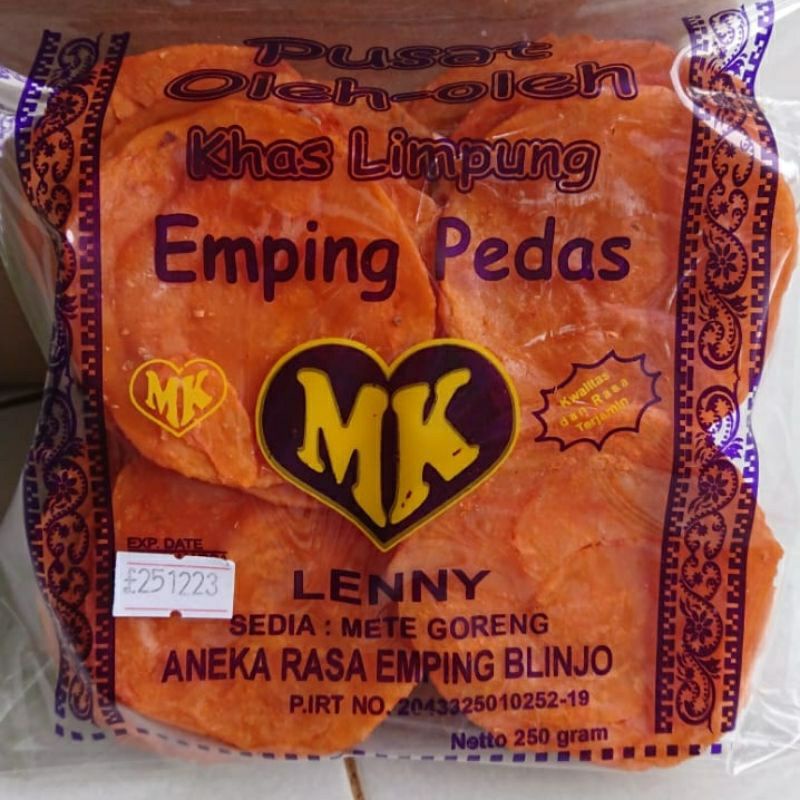 Pusat
Oleh-oleh
Khas Limpung
Emping Pedas
MK
MK
Kwalitas
dan Rasa
Terjamin
EXP. DATE
£251223
LENNY
SEDIA : METE GORENG
ANEKA RASA EMPING BLINJO
P.IRT NO. 2043325010252-19
Netto 250 gram